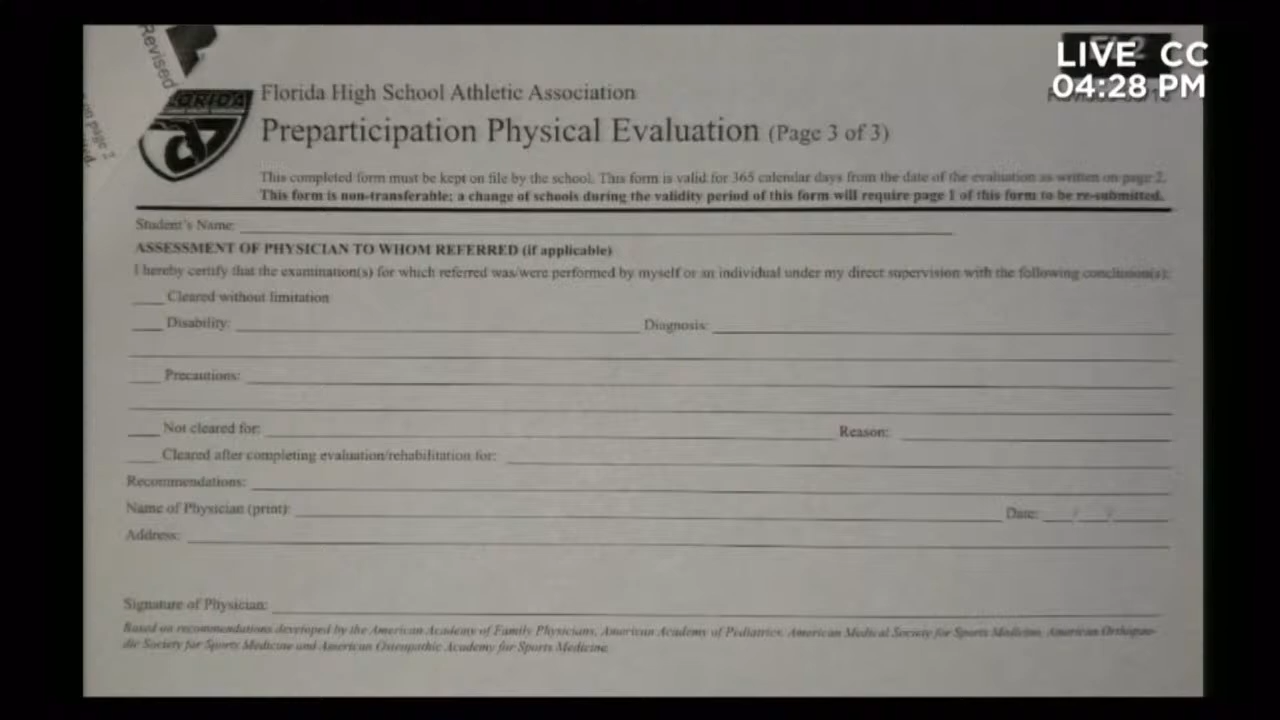 Revised
on page 2
LIVE CC
04:28 PM
FLORIDA
Florida High School Athletic Association
Preparticipation Physical Evaluation (Page 3 of 3)
This completed form must be kept on file by the school. This form is valid for 365 calendar days from the date of the evaluation as written on page 2.
This form is non-transferable; a change of schools during the validity period of this form will require page 1 of this form to be re-submitted.
Student's Name:
ASSESSMENT OF PHYSICIAN TO WHOM REFERRED (if applicable)
I hereby certify that the examination(s) for which referred was/were performed by myself or an individual under my direct supervision with the following conclusion(s):
Cleared without limitation
Disability: Diagnosis:
Precautions:
Not cleared for: Reason:
Cleared after completing evaluation/rehabilitation for:
Recommendations:
Name of Physician (print): Date: / /
Address:
Signature of Physician:
Based on recommendations developed by the American Academy of Family Physicians, American Academy of Pediatrics, American Medical Society for Sports Medicine, American Orthopae-
dic Society for Sports Medicine and American Osteopathic Academy for Sports Medicine.